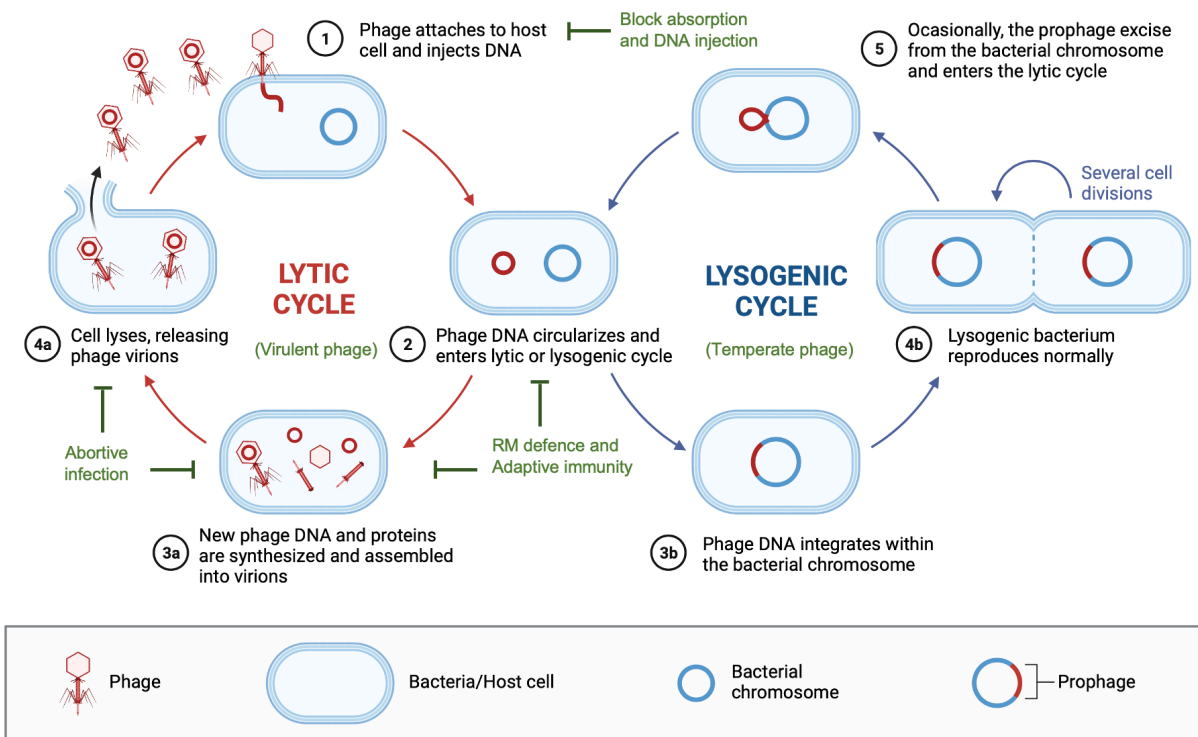 1
Phage attaches to host
cell and injects DNA
Block absorption
and DNA injection
5
Ocasionally, the prophage excise
from the bacterial chromosome
and enters the lytic cycle
Several cell
divisions
LYTIC
CYCLE
(Virulent phage)
LYSOGENIC
CYCLE
(Temperate phage)
4a
Cell lyses, releasing
phage virions
2
Phage DNA circularizes and
enters lytic or lysogenic cycle
4b
Lysogenic bacterium
reproduces normally
Abortive
infection
RM defence and
Adaptive immunity
3a
New phage DNA and proteins
are synthesized and assembled
into virions
3b
Phage DNA integrates within
the bacterial chromosome
Phage
Bacteria/Host cell
Bacterial
chromosome
Prophage